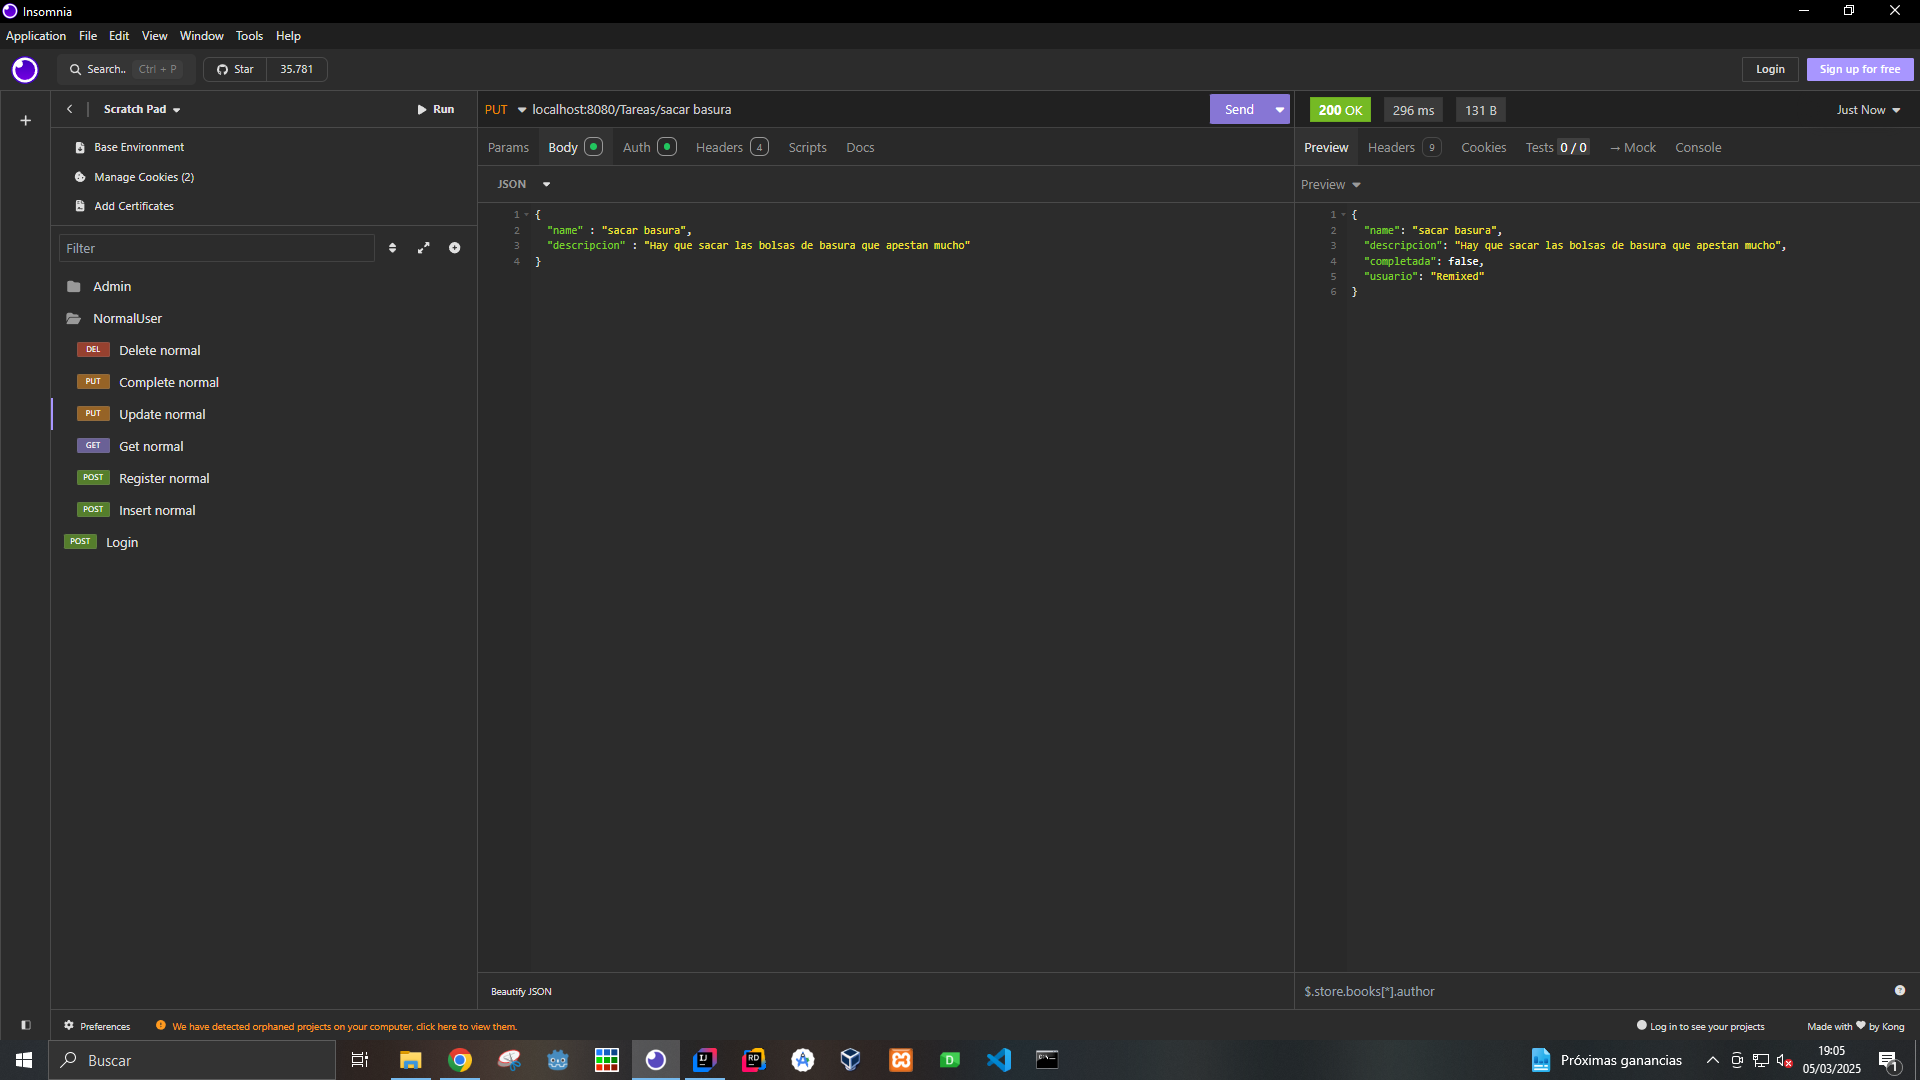 Insomnia
Application File Edit View Window Tools Help
Search.. Ctrl + P Star 35.781 Login Sign up for free
Scratch Pad Run
PUT localhost:8080/Tareas/sacar basura Send 200 OK 296 ms 131 B Just Now
Base Environment
Manage Cookies (2)
Add Certificates
Filter
Admin
NormalUser
DEL Delete normal
PUT Complete normal
PUT Update normal
GET Get normal
POST Register normal
POST Insert normal
POST Login
Params Body Auth Headers 4 Scripts Docs
JSON
1 {
2 "name" : "sacar basura",
3 "descripcion" : "Hay que sacar las bolsas de basura que apestan mucho"
4 }
Beautify JSON
Preview Headers 9 Cookies Tests 0 / 0 → Mock Console
Preview
1 {
2 "name": "sacar basura",
3 "descripcion": "Hay que sacar las bolsas de basura que apestan mucho",
4 "completada": false,
5 "usuario": "Remixed"
6 }
$.store.books[*].author
Preferences We have detected orphaned projects on your computer, click here to view them. Log in to see your projects Made with ♥ by Kong
Buscar Próximas ganancias 19:05
05/03/2025 1